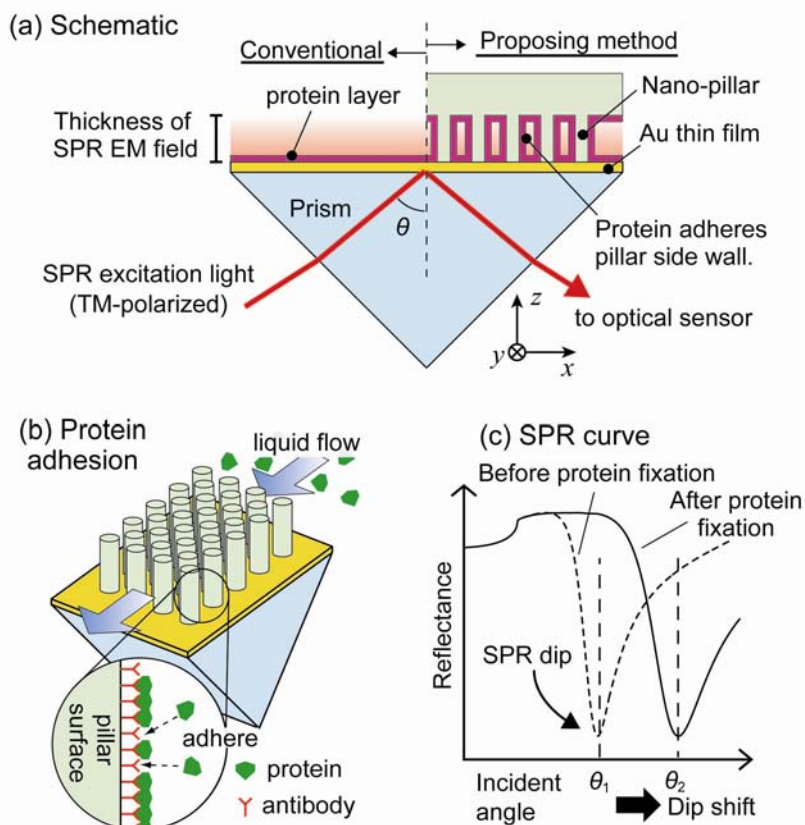 (a) Schematic
Conventional
Proposing method
protein layer
Nano-pillar
Thickness of
SPR EM field
Au thin film
Prism
θ
Protein adheres
pillar side wall.
SPR excitation light
(TM-polarized)
z
to optical sensor
y
x
(b) Protein
adhesion
liquid flow
pillar
surface
adhere
protein
antibody
(c) SPR curve
Before protein fixation
After protein
fixation
Reflectance
SPR dip
Incident
angle
θ1
θ2
Dip shift